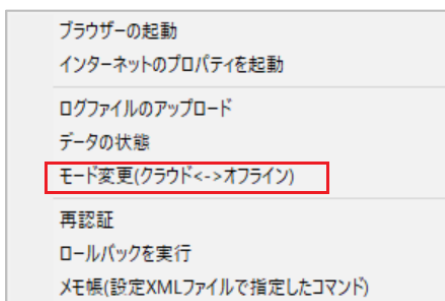 ブラウザーの起動
インターネットのプロパティを起動
ログファイルのアップロード
データの状態
モード変更(クラウド<->オフライン)
再認証
ロールバックを実行
メモ帳(設定XMLファイルで指定したコマンド)